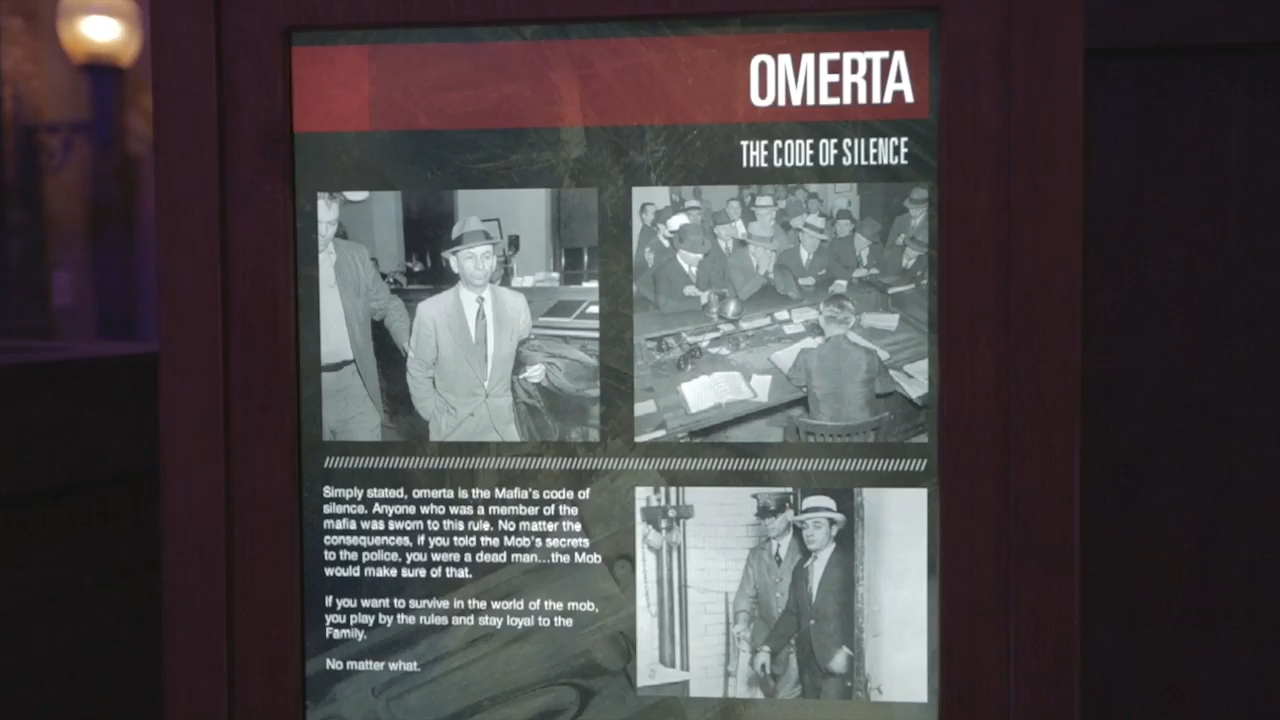 OMERTA
THE CODE OF SILENCE
Simply stated, omerta is the Mafia's code of
silence. Anyone who was a member of the
mafia was sworn to this rule. No matter the
consequences, if you told the Mob's secrets
to the police, you were a dead man...the Mob
would make sure of that.
If you want to survive in the world of the mob,
you play by the rules and stay loyal to the
Family.
No matter what.